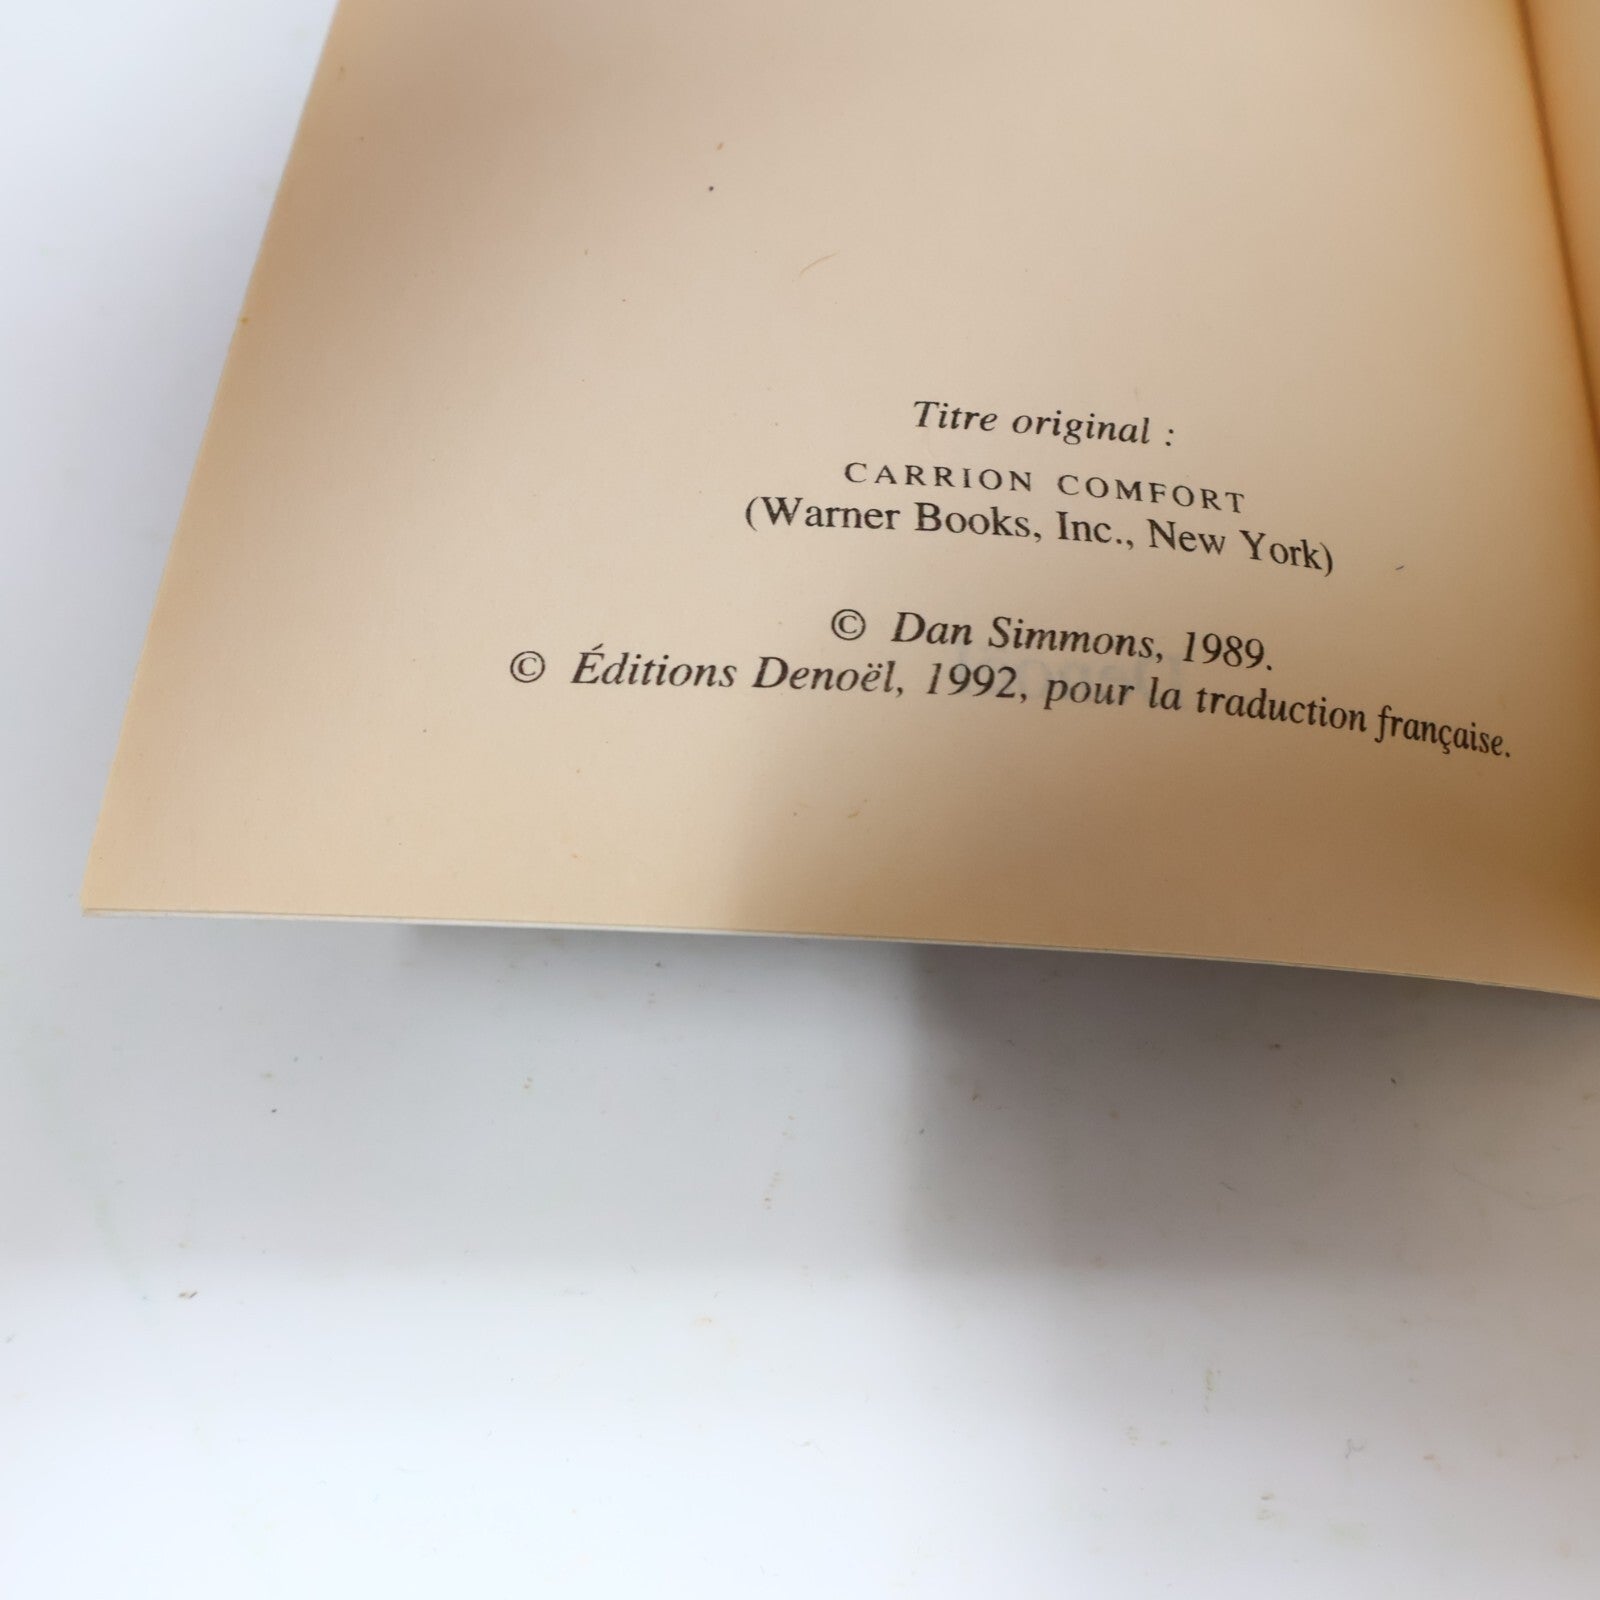 Titre original :
CARRION COMFORT
(Warner Books, Inc., New York)
© Dan Simmons, 1989.
© Éditions Denoël, 1992, pour la traduction française.